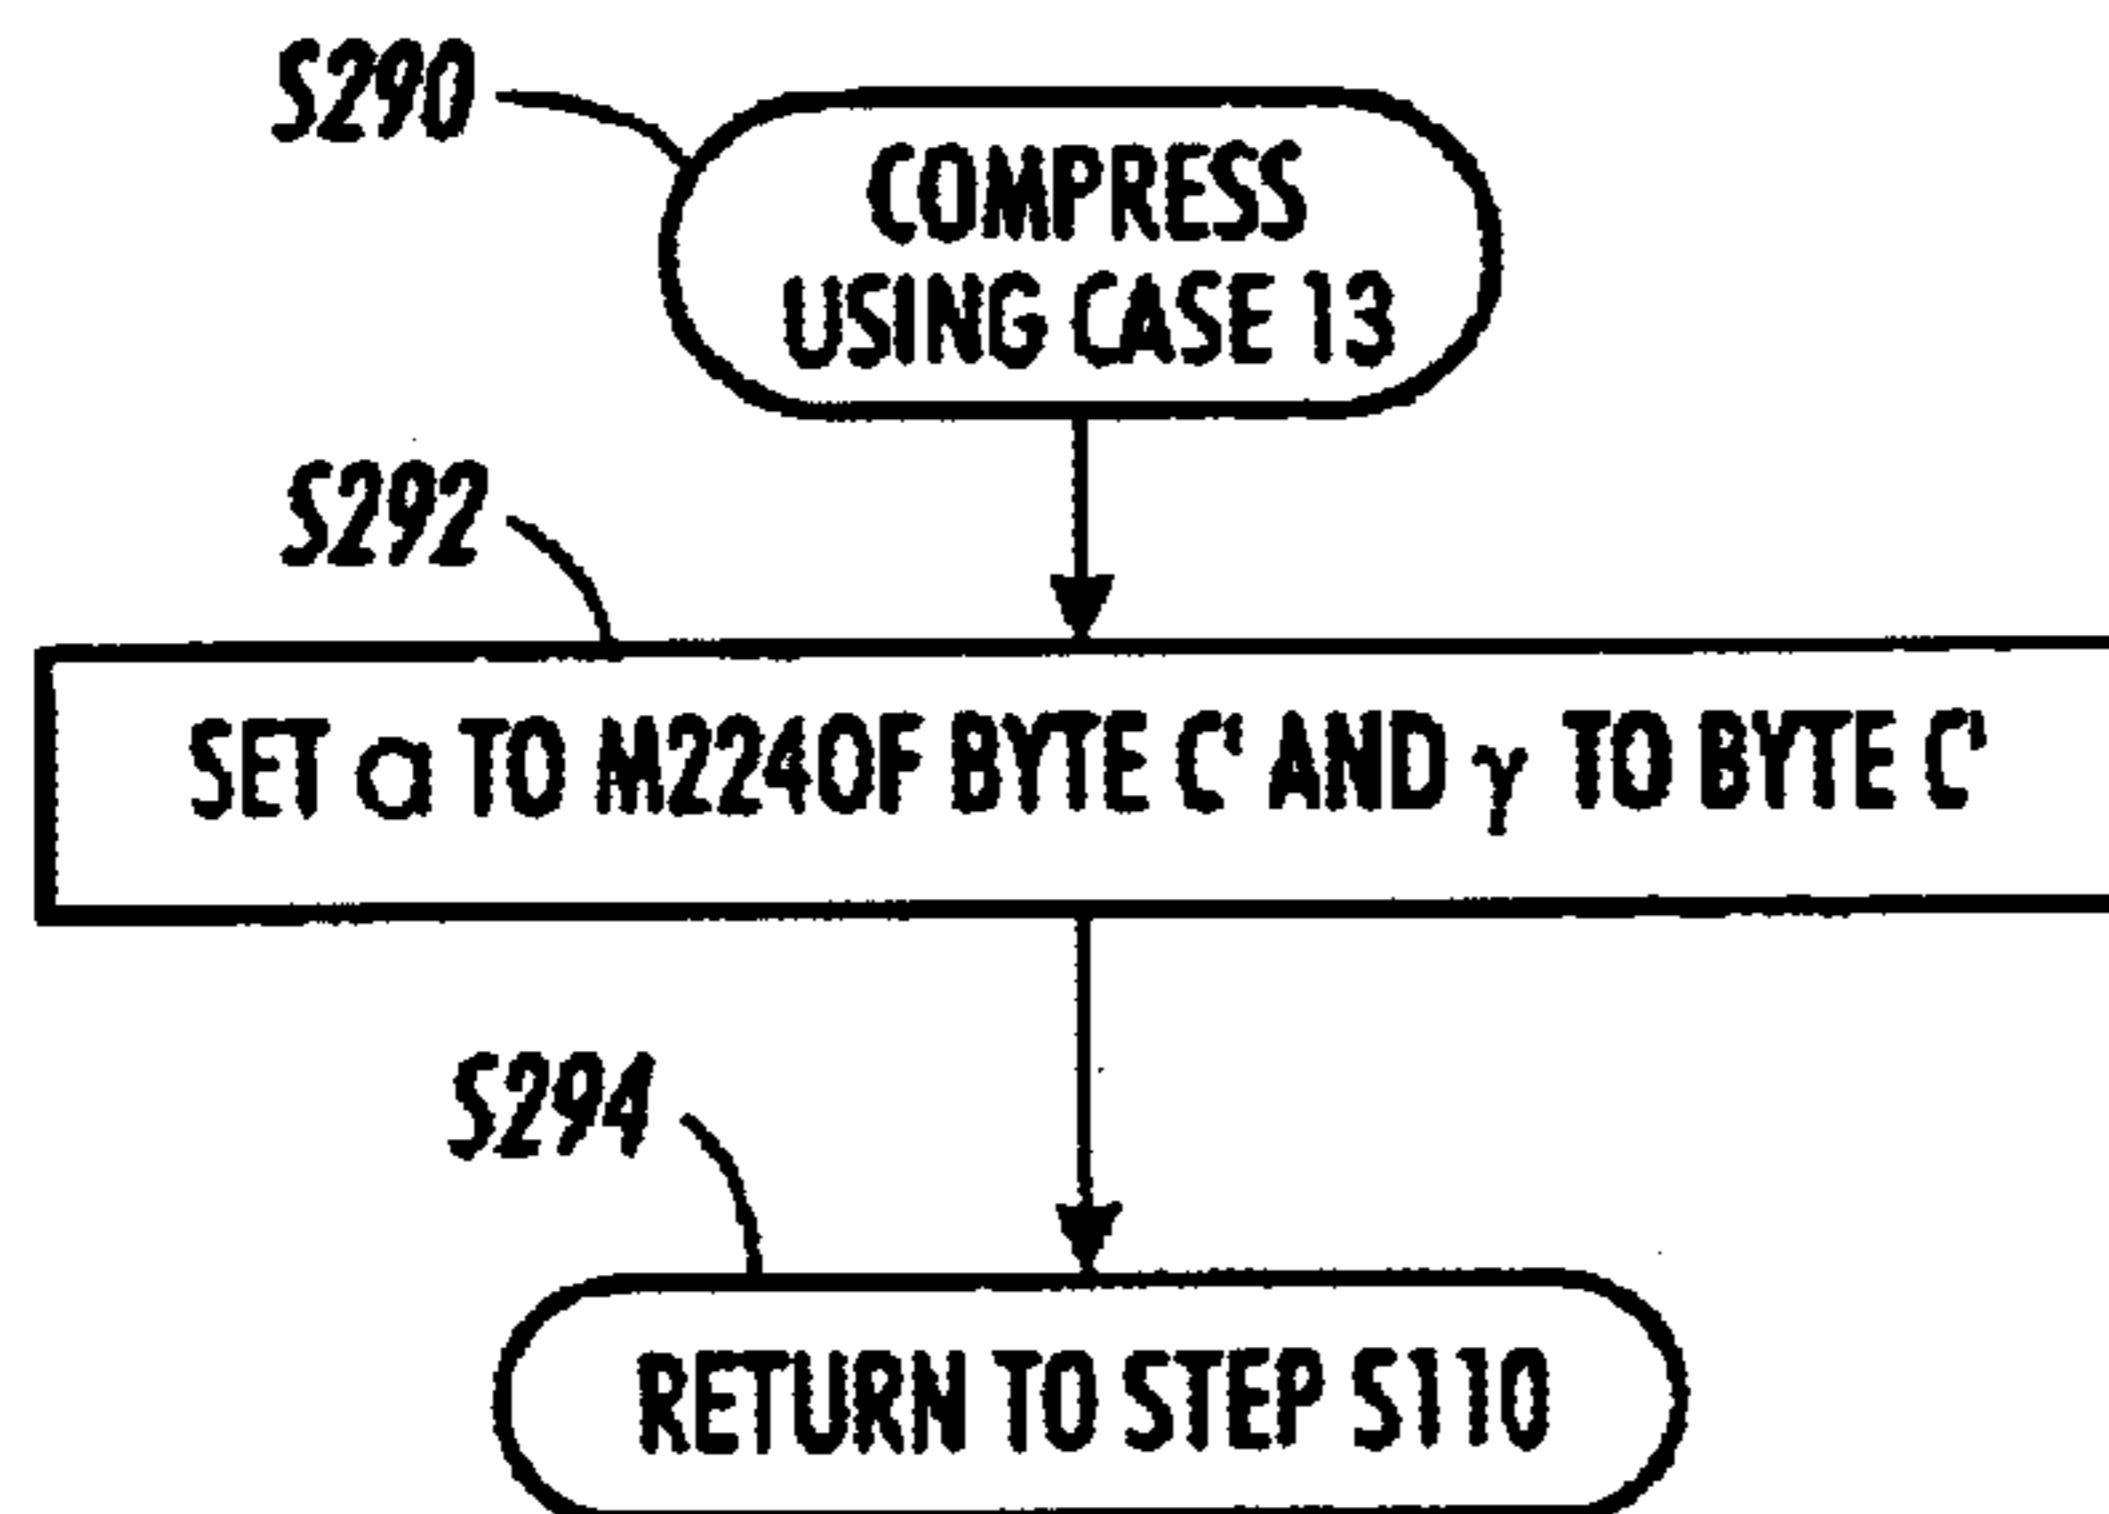 S290
COMPRESS
USING CASE 13
S292
SET a TO M224OF BYTE C' AND γ TO BYTE C'
S294
RETURN TO STEP S110